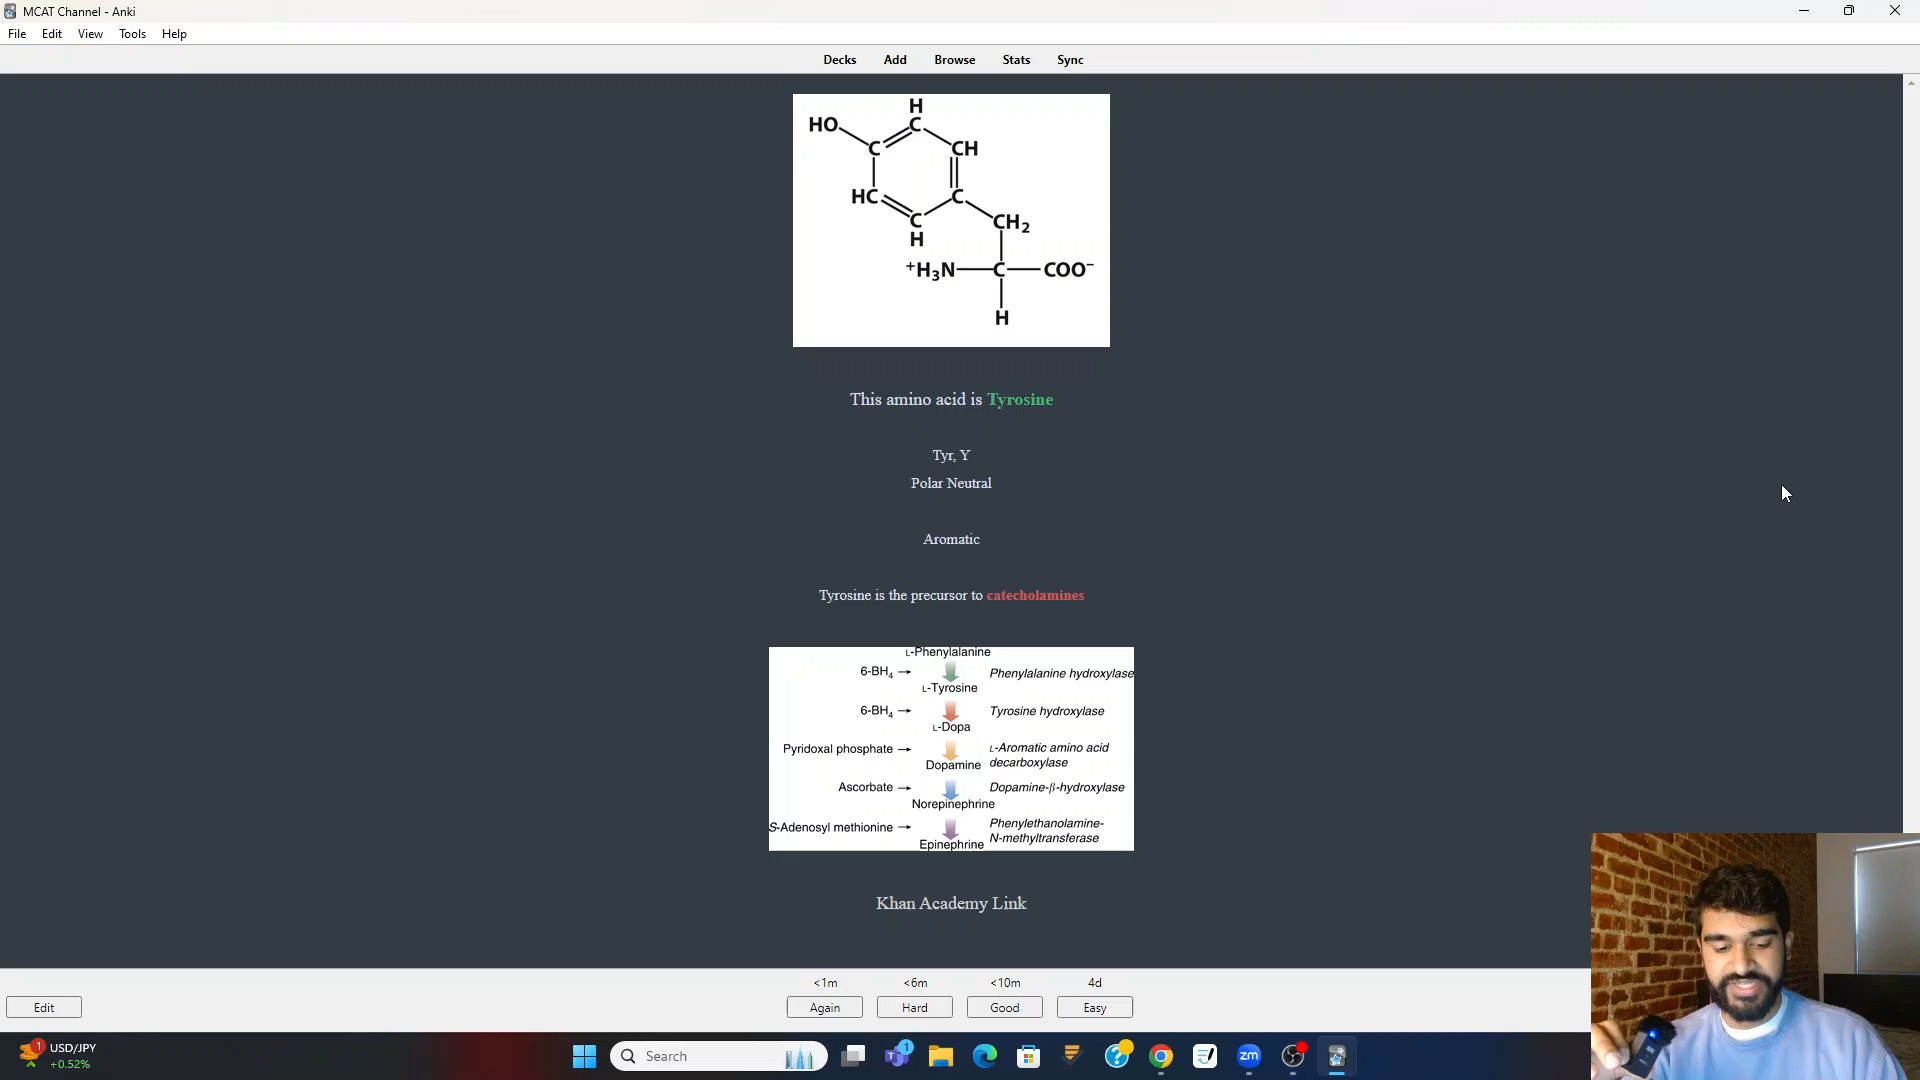 MCAT Channel - Anki
File Edit View Tools Help
Decks Add Browse Stats Sync
H
HO C
C CH
HC C
C CH2
H
+H3N C COO−
H
This amino acid is Tyrosine
Tyr, Y
Polar Neutral
Aromatic
Tyrosine is the precursor to catecholamines
L-Phenylalanine
6-BH4 → Phenylalanine hydroxylase
L-Tyrosine
6-BH4 → Tyrosine hydroxylase
L-Dopa
Pyridoxal phosphate → L-Aromatic amino acid
Dopamine decarboxylase
Ascorbate → Dopamine-β-hydroxylase
Norepinephrine
S-Adenosyl methionine → Phenylethanolamine-
Epinephrine N-methyltransferase
Khan Academy Link
<1m <6m <10m 4d
Edit Again Hard Good Easy
1 USD/JPY
+0.52%
Search
T 1
zm